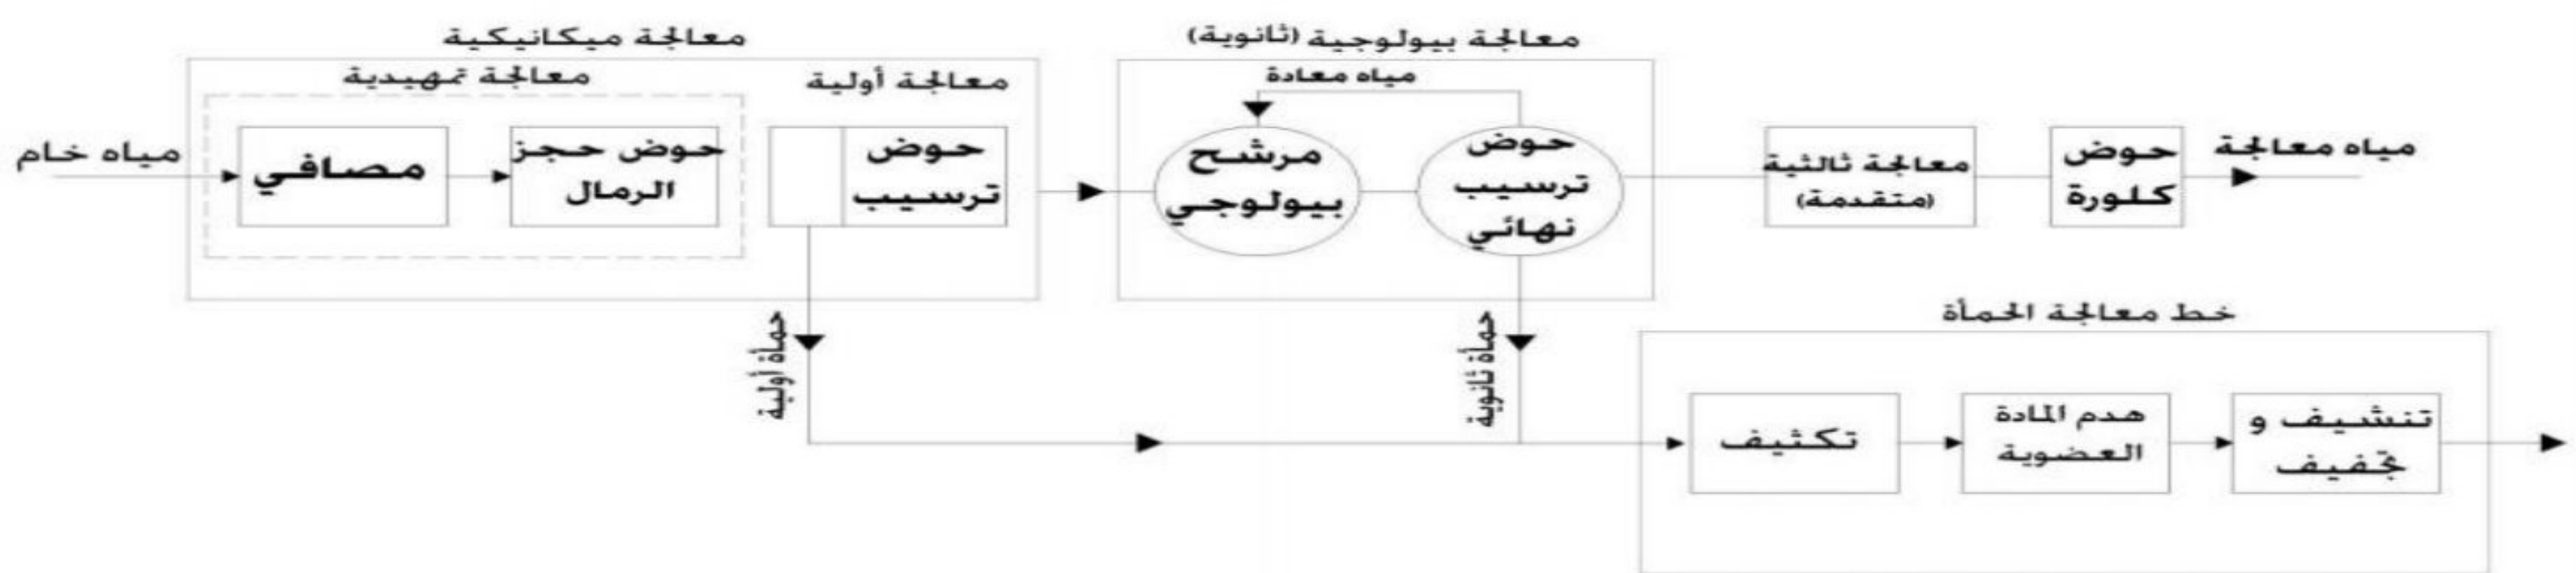 معالجة ميكانيكية
معالجة تمهيدية
معالجة أولية
مياه خام
مصافي
حوض حجز
الرمال
حوض
ترسيب
معالجة بيولوجية (ثانوية)
مياه معادة
مرشح
بيولوجي
حوض
ترسيب
نهائي
معالجة ثالثية
(متقدمة)
حوض
كلورة
مياه معالجة
حمأة أولية
حمأة ثانوية
خط معالجة الحمأة
تكثيف
هدم المادة
العضوية
تنشيف و
تجفيف